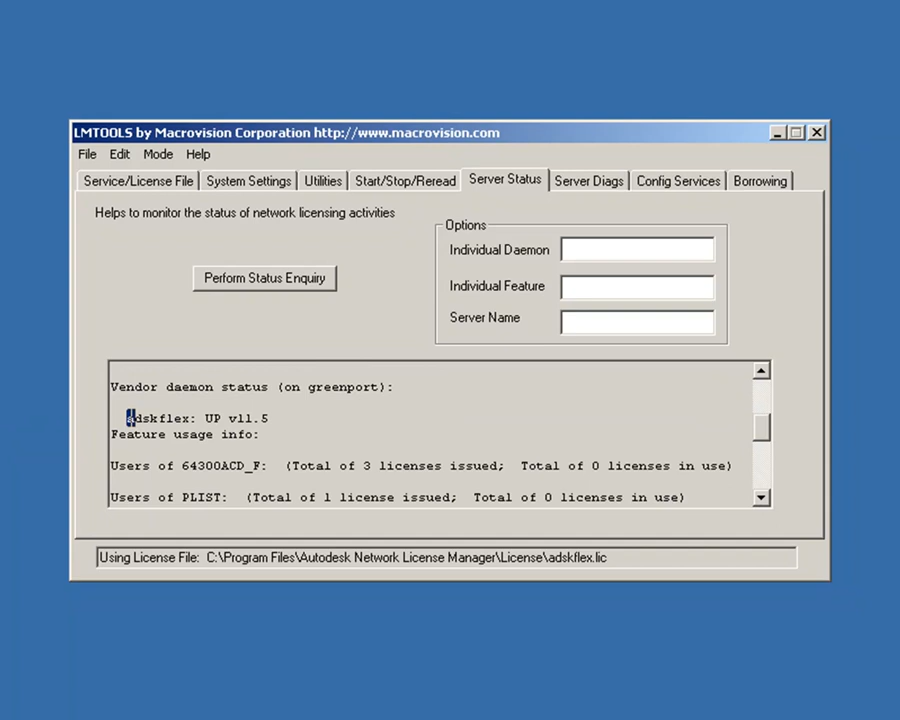 LMTOOLS by Macrovision Corporation http://www.macrovision.com
File Edit Mode Help
Service/License File System Settings Utilities Start/Stop/Reread Server Status Server Diags Config Services Borrowing
Helps to monitor the status of network licensing activities
Options
Individual Daemon
Perform Status Enquiry
Individual Feature
Server Name
Vendor daemon status (on greenport):
adskflex: UP v11.5
Feature usage info:
Users of 64300ACD_F: (Total of 3 licenses issued; Total of 0 licenses in use)
Users of PLIST: (Total of 1 license issued; Total of 0 licenses in use)
Using License File: C:\Program Files\Autodesk Network License Manager\License\adskflex.lic